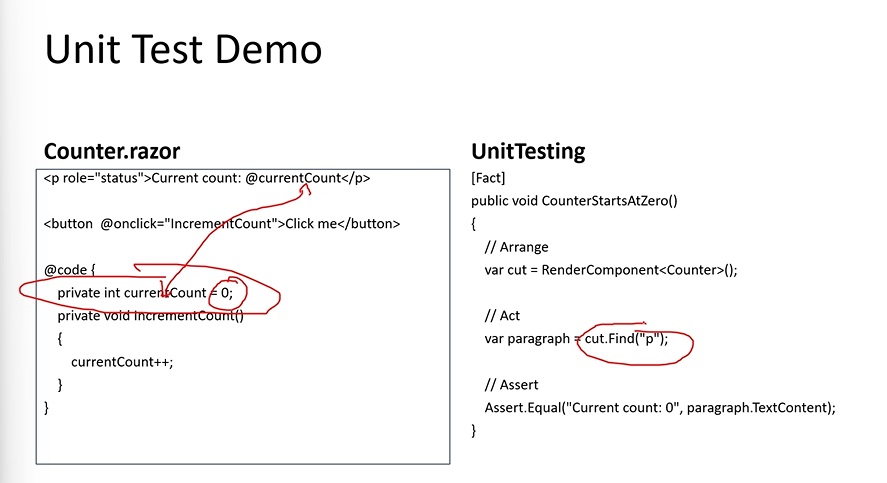 Unit Test Demo
Counter.razor
<p role="status">Current count: @currentCount</p>
<button  @onclick="IncrementCount">Click me</button>
@code {
private int currentCount = 0;
private void IncrementCount()
{
currentCount++;
}
}
UnitTesting
[Fact]
public void CounterStartsAtZero()
{
// Arrange
var cut = RenderComponent<Counter>();
// Act
var paragraph = cut.Find("p");
// Assert
Assert.Equal("Current count: 0", paragraph.TextContent);
}